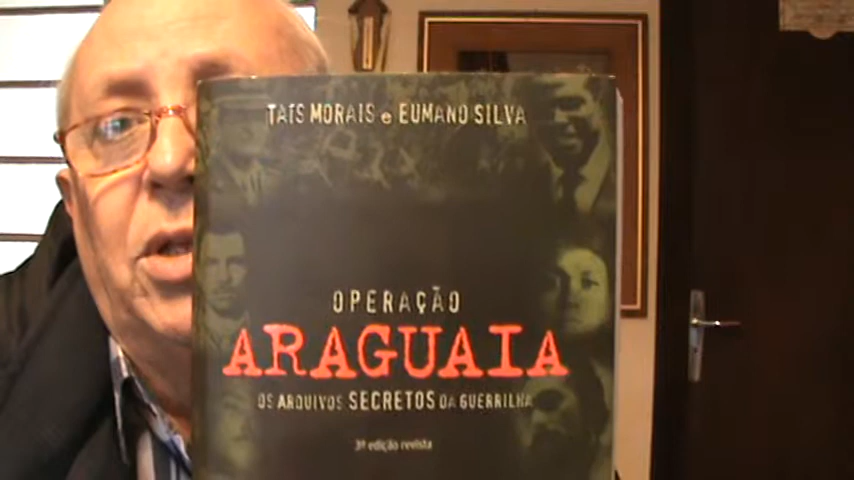 TAÍS MORAIS e EUMANO SILVA
OPERAÇÃO
ARAGUAIA
OS ARQUIVOS SECRETOS DA GUERRILHA
3ª edição revista